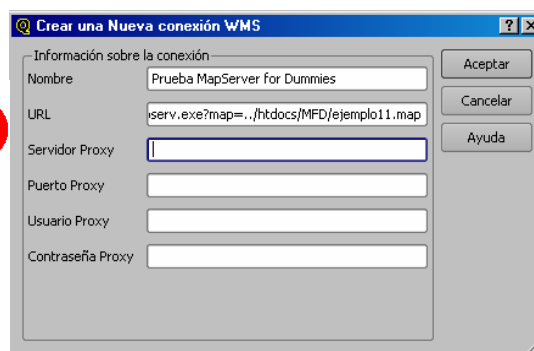 Crear una Nueva conexión WMS
Información sobre la conexión
Nombre Prueba MapServer for Dummies
URL oserv.exe?map=../htdocs/MFD/ejemplo11.map
Servidor Proxy
Puerto Proxy
Usuario Proxy
Contraseña Proxy
Aceptar
Cancelar
Ayuda